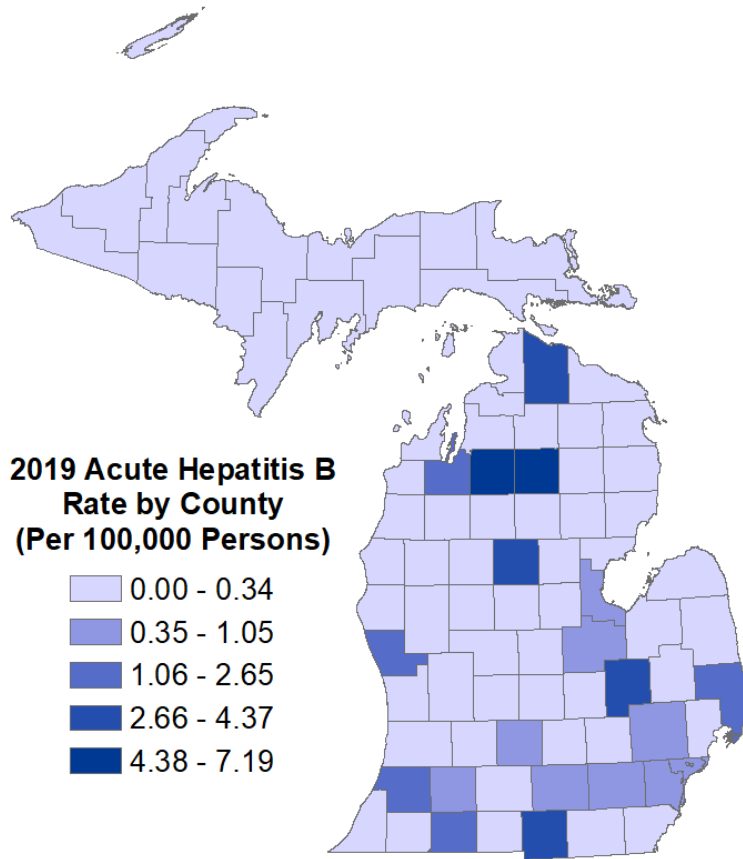 2019 Acute Hepatitis B
Rate by County
(Per 100,000 Persons)
0.00 - 0.34
0.35 - 1.05
1.06 - 2.65
2.66 - 4.37
4.38 - 7.19